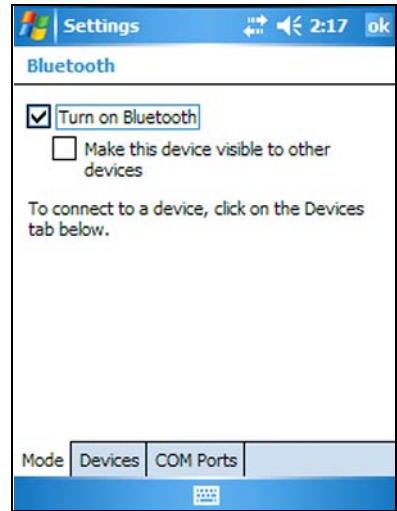 Settings 2:17 ok
Bluetooth
Turn on Bluetooth
Make this device visible to other
devices
To connect to a device, click on the Devices
tab below.
Mode Devices COM Ports